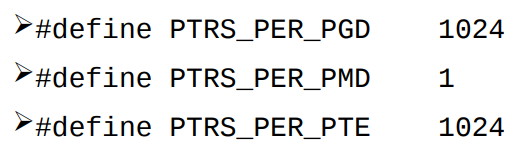 ➢#define PTRS_PER_PGD 1024
➢#define PTRS_PER_PMD 1
➢#define PTRS_PER_PTE 1024